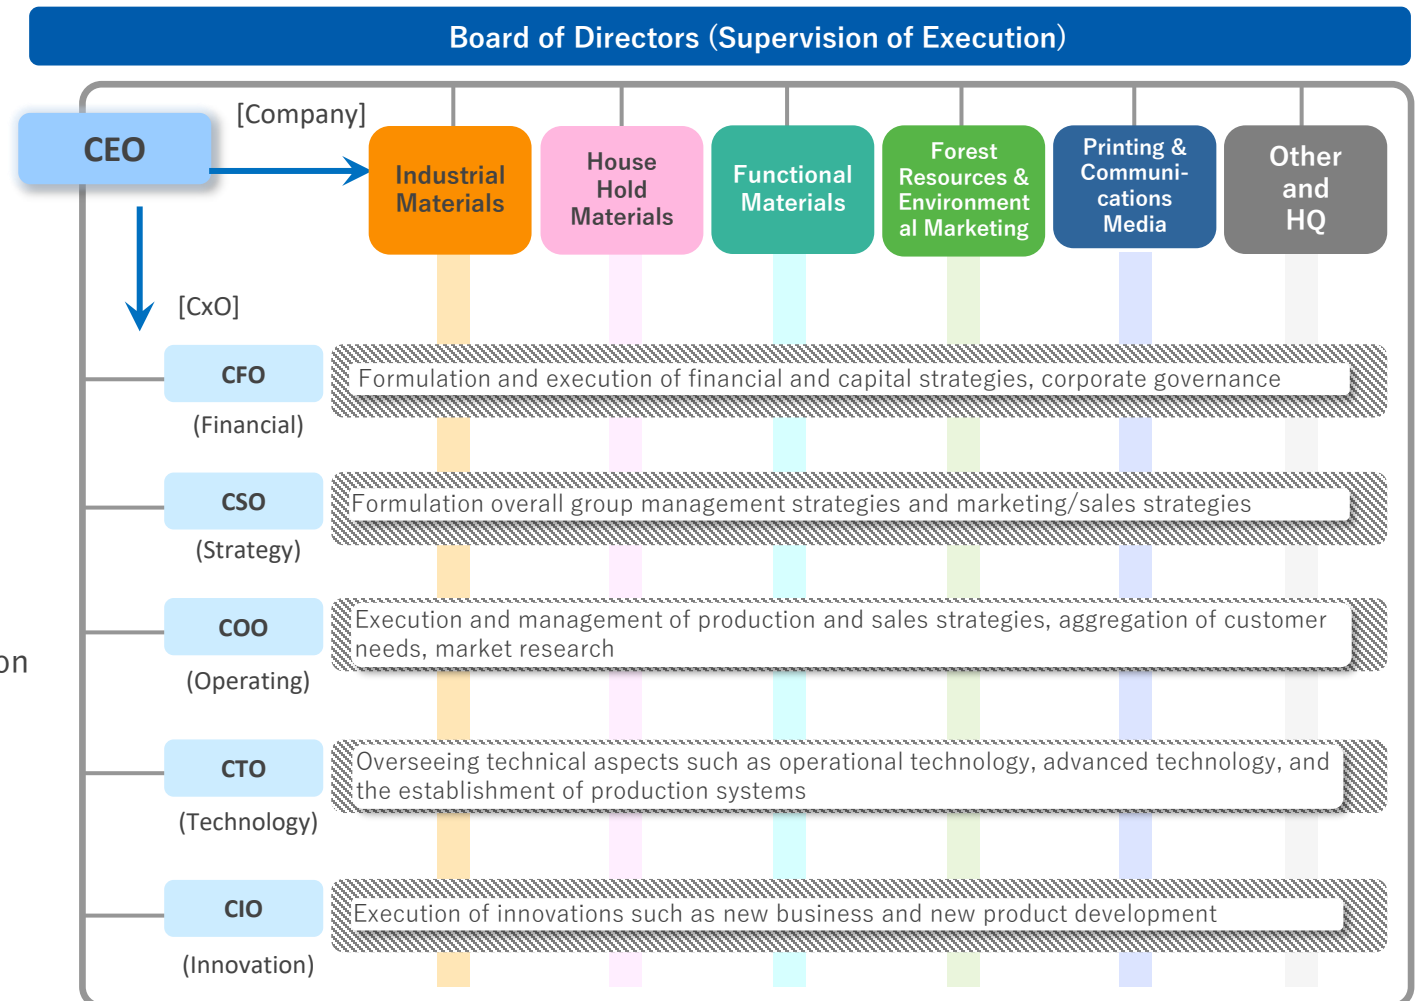 Board of Directors (Supervision of Execution)
[Company]
CEO
Industrial
Materials
House
Hold
Materials
Functional
Materials
Forest
Resources &
Environment
al Marketing
Printing &
Communi-
cations
Media
Other
and
HQ
[CxO]
CFO
(Financial)
Formulation and execution of financial and capital strategies, corporate governance
CSO
(Strategy)
Formulation overall group management strategies and marketing/sales strategies
COO
(Operating)
Execution and management of production and sales strategies, aggregation of customer
needs, market research
on
CTO
(Technology)
Overseeing technical aspects such as operational technology, advanced technology, and
the establishment of production systems
CIO
(Innovation)
Execution of innovations such as new business and new product development